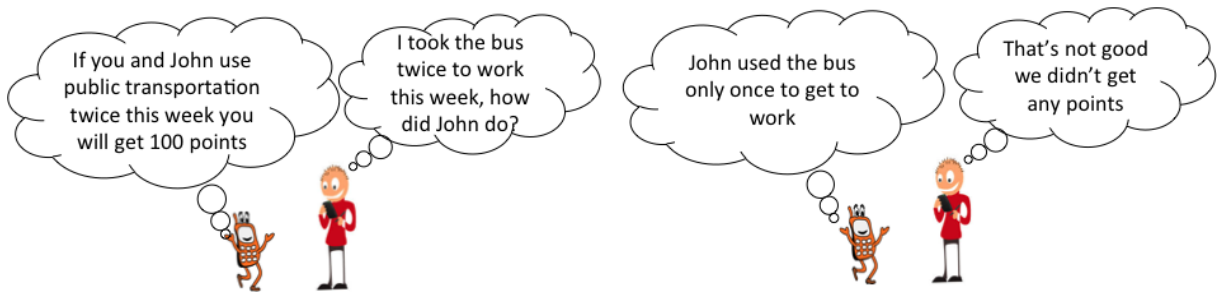 If you and John use
public transportation
twice this week you
will get 100 points
I took the bus
twice to work
this week, how
did John do?
John used the bus
only once to get to
work
That's not good
we didn't get
any points